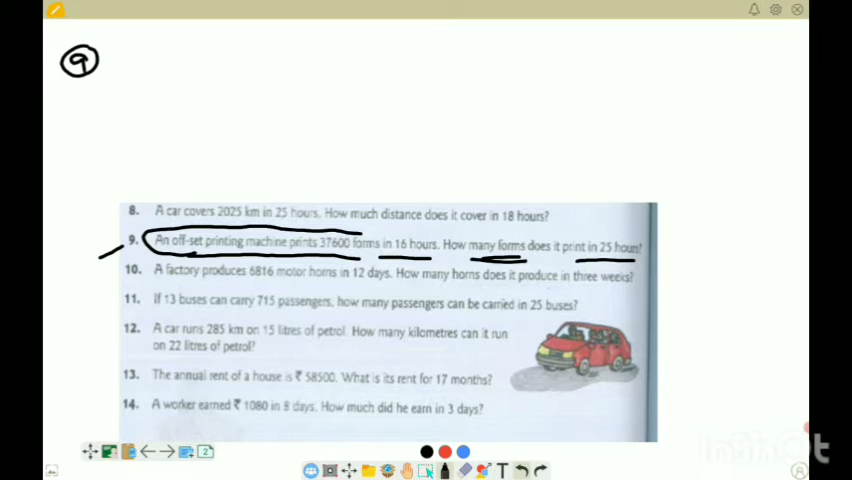 9
8. A car covers 2025 km in 25 hours. How much distance does it cover in 18 hours?
9. An off-set printing machine prints 37600 forms in 16 hours. How many forms does it print in 25 hours?
10. A factory produces 6816 motor horns in 12 days. How many horns does it produce in three weeks?
11. If 13 buses can carry 715 passengers, how many passengers can be carried in 25 buses?
12. A car runs 285 km on 15 litres of petrol. How many kilometres can it run
on 22 litres of petrol?
13. The annual rent of a house is ₹ 58500. What is its rent for 17 months?
14. A worker earned ₹ 1080 in 8 days. How much did he earn in 3 days?
2
T